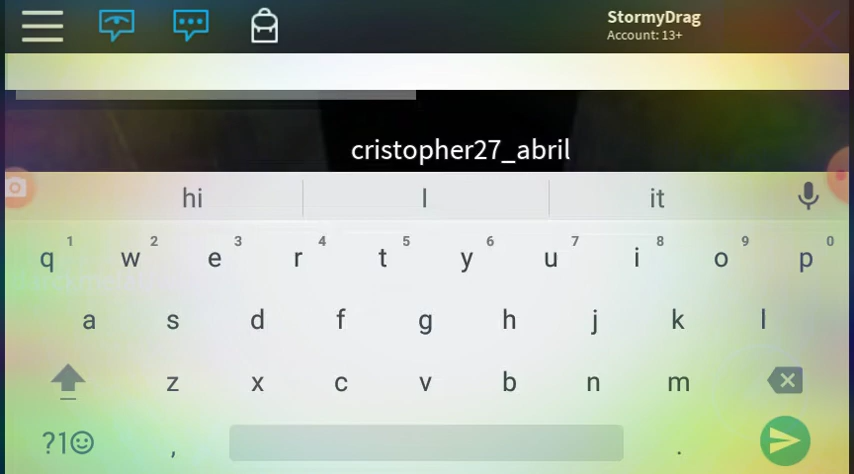 StormyDrag
Account: 13+
cristopher27_abril
hi l it
1 2 3 4 5 6 7 8 9 0
q w e r t y u i o p
a s d f g h j k l
z x c v b n m
?1☺ , .